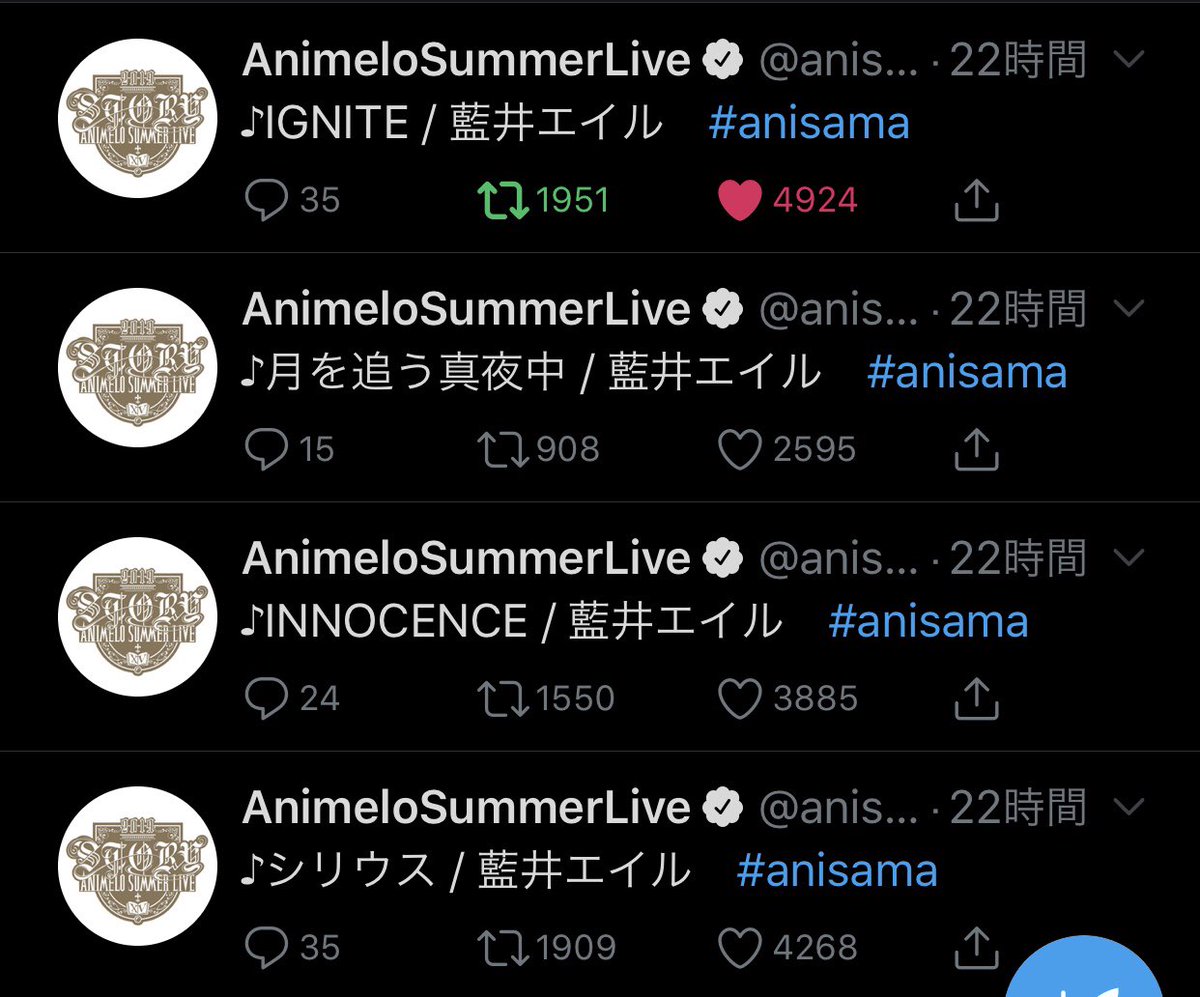 AnimeloSummerLive @anis... · 22時間
♪IGNITE / 藍井エイル #anisama
35 1951 4924
AnimeloSummerLive @anis... · 22時間
♪月を追う真夜中 / 藍井エイル #anisama
15 908 2595
AnimeloSummerLive @anis... · 22時間
♪INNOCENCE / 藍井エイル #anisama
24 1550 3885
AnimeloSummerLive @anis... · 22時間
♪シリウス / 藍井エイル #anisama
35 1909 4268
2019
STORY
ANIMELO SUMMER LIVE
XIV
2019
STORY
ANIMELO SUMMER LIVE
XIV
2019
STORY
ANIMELO SUMMER LIVE
XIV
2019
STORY
ANIMELO SUMMER LIVE
XIV